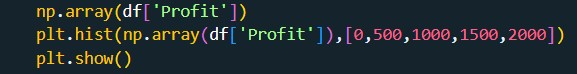 np.array(df['Profit'])
plt.hist(np.array(df['Profit']),[0,500,1000,1500,2000])
plt.show()